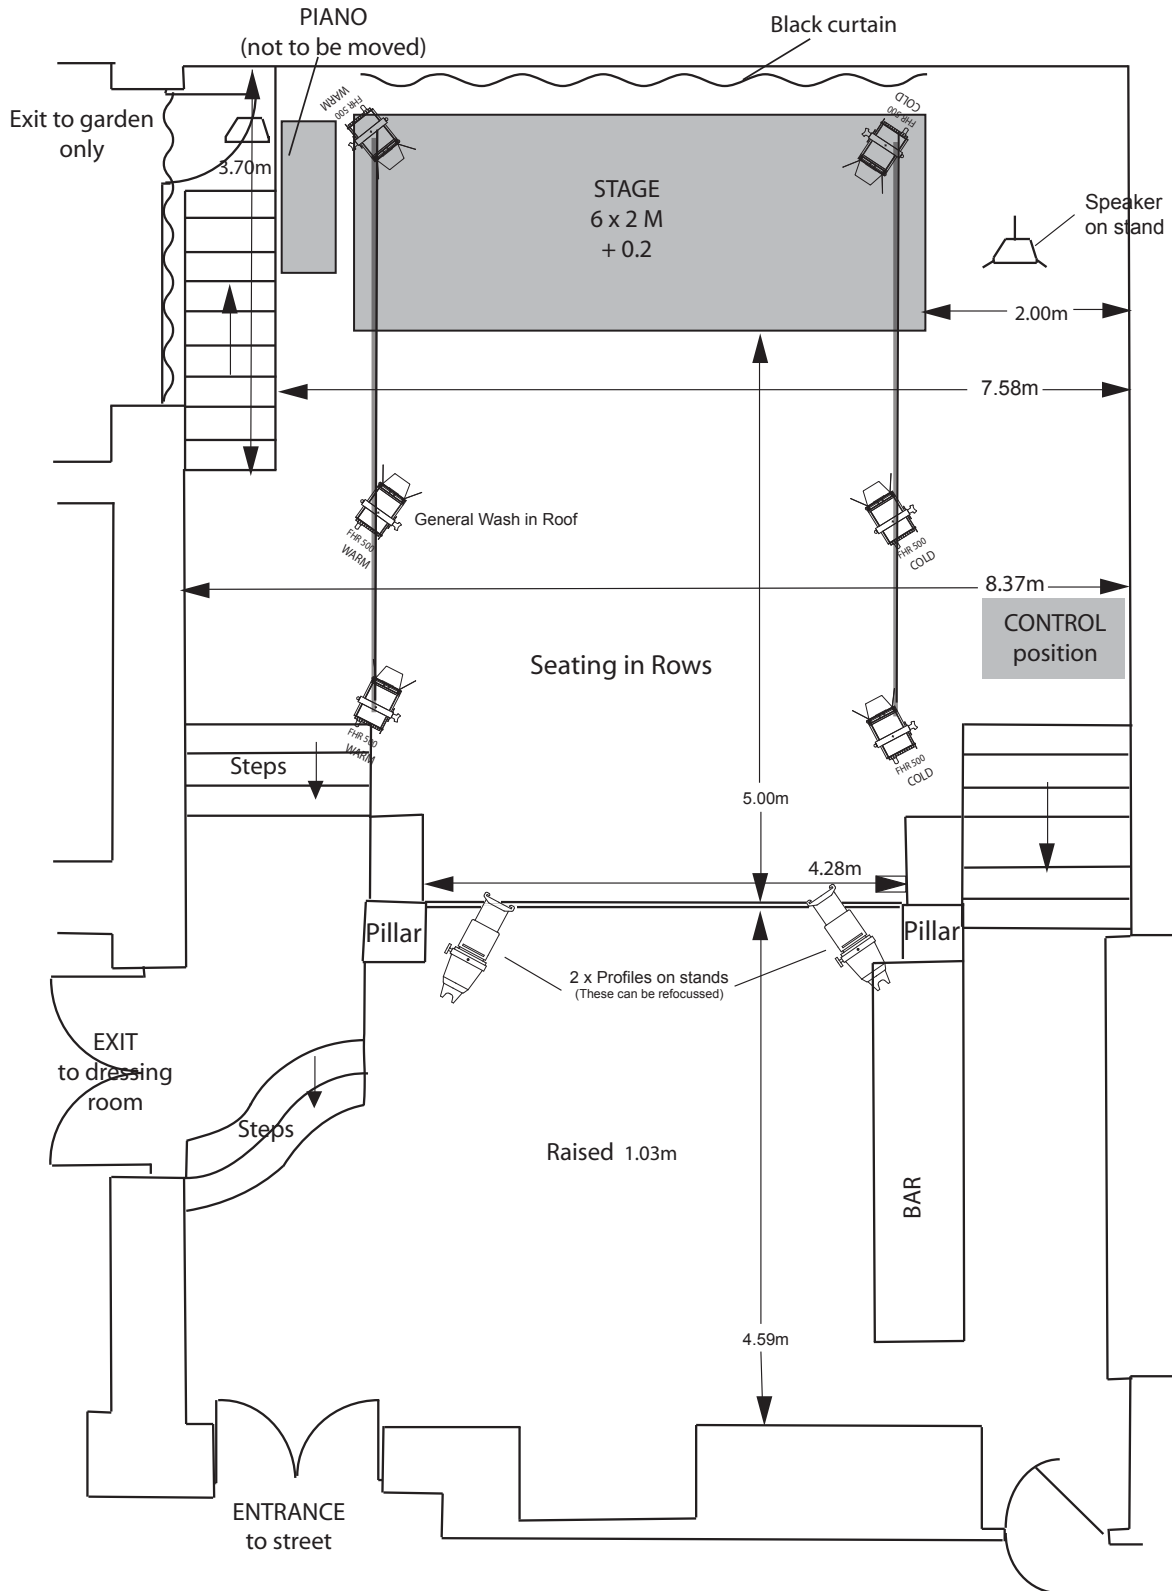 PIANO
(not to be moved)
Black curtain
Exit to garden
only
WARM
FHR 500
COLD
FHR 500
3.70m
STAGE
6 x 2 M
+ 0.2
Speaker
on stand
2.00m
7.58m
General Wash in Roof
FHR 500
WARM
FHR 500
COLD
8.37m
CONTROL
position
Seating in Rows
Steps
FHR 500
WARM
FHR 500
COLD
5.00m
4.28m
Pillar
Pillar
2 x Profiles on stands
(These can be refocussed)
EXIT
to dressing
room
Steps
Raised 1.03m
BAR
4.59m
ENTRANCE
to street